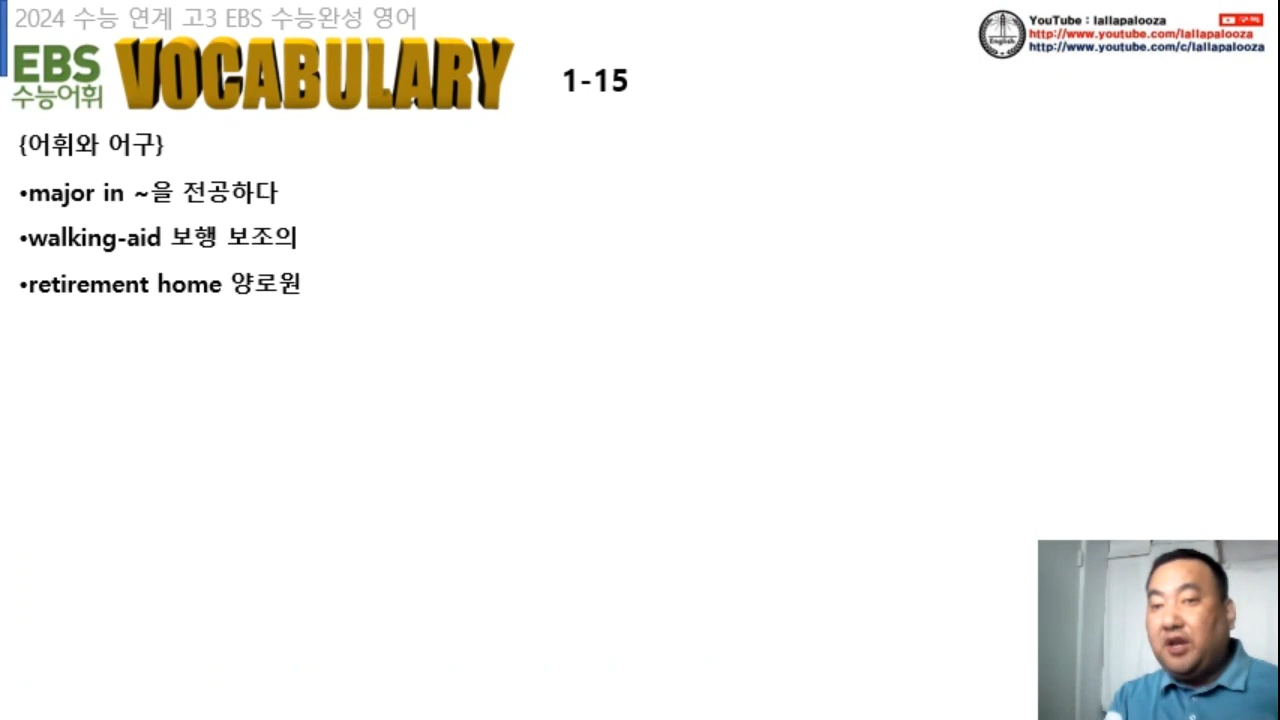 2024 수능 연계 고3 EBS 수능완성 영어
EBS
수능어휘
VOCABULARY
1-15
YouTube : lallapalooza
구독
http://www.youtube.com/lallapalooza
http://www.youtube.com/c/lallapalooza
English
{어휘와 어구}
•major in ~을 전공하다
•walking-aid 보행 보조의
•retirement home 양로원